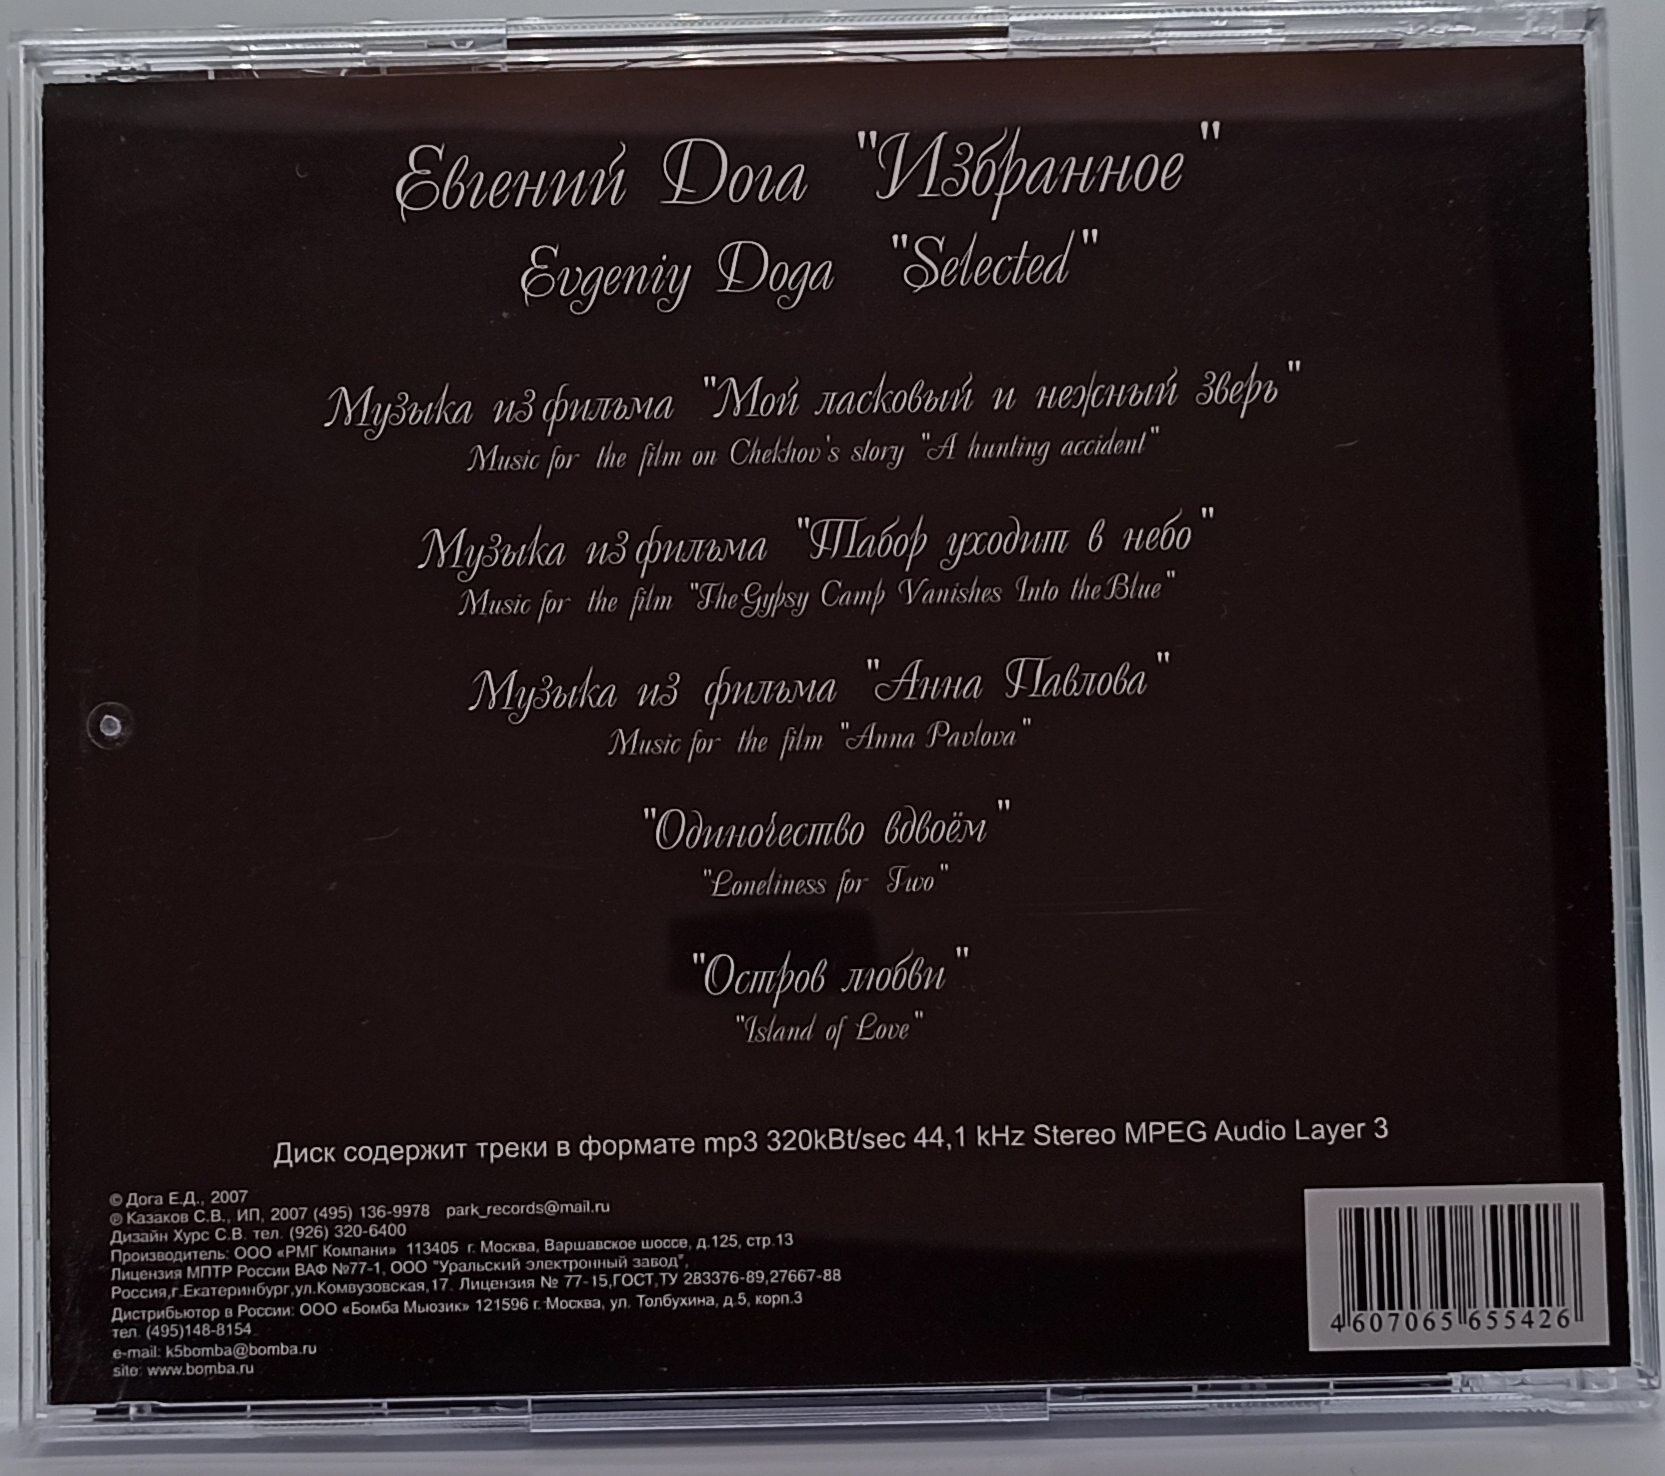 Евгений Дога "Избранное"
Evgeniy Doga "Selected"
Музыка из фильма "Мой ласковый и нежный зверь"
Music for the film on Chekhov's story "A hunting accident"
Музыка из фильма "Табор уходит в небо"
Music for the film "The Gypsy Camp Vanishes Into the Blue"
Музыка из фильма "Анна Павлова"
Music for the film "Anna Pavlova"
"Одиночество вдвоём"
"Loneliness for Two"
"Остров любви"
"Island of Love"
Диск содержит треки в формате mp3 320kBt/sec 44,1 kHz Stereo MPEG Audio Layer 3
© Дога Е.Д., 2007
℗ Казаков С.В., ИП, 2007 (495) 136-9978 park_records@mail.ru
Дизайн Хурс С.В. тел. (926) 320-6400
Производитель: ООО «РМГ Компани» 113405 г. Москва, Варшавское шоссе, д.125, стр.13
Лицензия МПТР России ВАФ №77-1, ООО "Уральский электронный завод",
Россия,г.Екатеринбург,ул.Комвузовская,17. Лицензия № 77-15,ГОСТ,ТУ 283376-89,27667-88
Дистрибьютор в России: ООО «Бомба Мьюзик» 121596 г. Москва, ул. Толбухина, д.5, корп.3
тел. (495)148-8154
e-mail: k5bomba@bomba.ru
site: www.bomba.ru
4 607065 655426